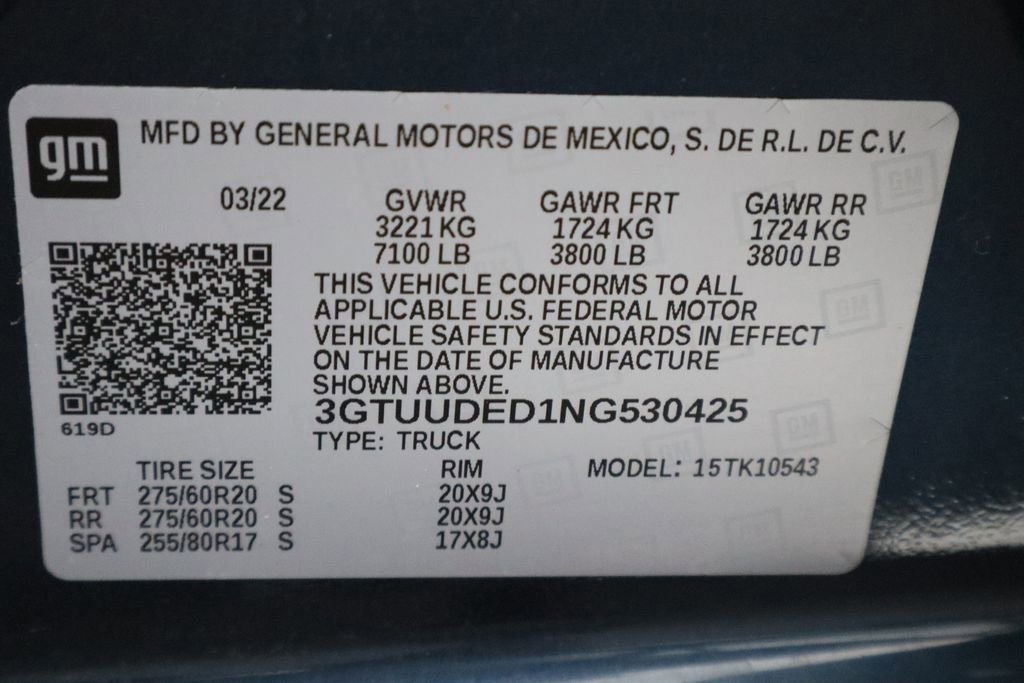 gm
MFD BY GENERAL MOTORS DE MEXICO, S. DE R.L. DE C.V.
03/22 GVWR GAWR FRT GAWR RR
3221 KG 1724 KG 1724 KG
7100 LB 3800 LB 3800 LB
THIS VEHICLE CONFORMS TO ALL
APPLICABLE U.S. FEDERAL MOTOR
VEHICLE SAFETY STANDARDS IN EFFECT
ON THE DATE OF MANUFACTURE
SHOWN ABOVE.
3GTUUDED1NG530425
619D
TYPE: TRUCK
TIRE SIZE RIM MODEL: 15TK10543
FRT 275/60R20 S 20X9J
RR 275/60R20 S 20X9J
SPA 255/80R17 S 17X8J